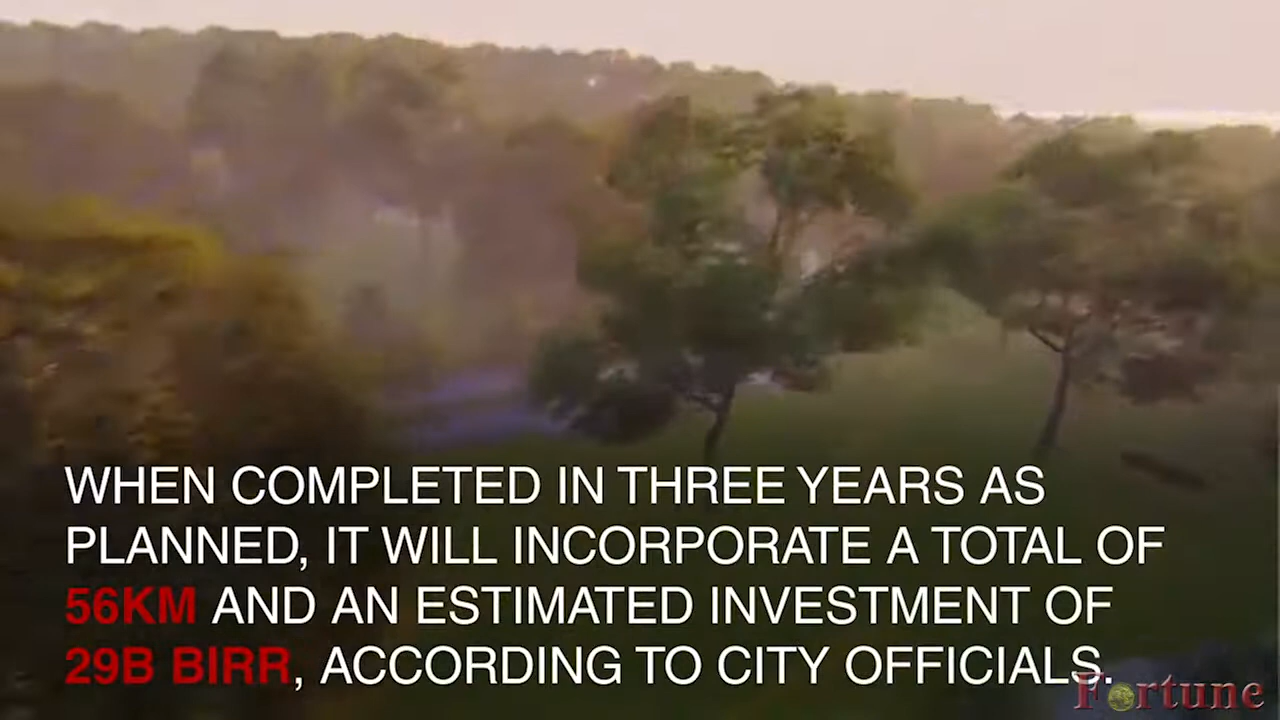 WHEN COMPLETED IN THREE YEARS AS
PLANNED, IT WILL INCORPORATE A TOTAL OF
56KM AND AN ESTIMATED INVESTMENT OF
29B BIRR, ACCORDING TO CITY OFFICIALS.
Fortune